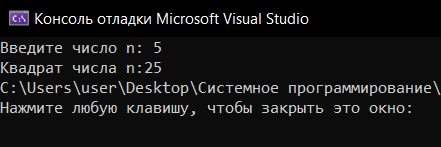 Консоль отладки Microsoft Visual Studio
Введите число n: 5
Квадрат числа n:25
C:\Users\user\Desktop\Системное программирование\
Нажмите любую клавишу, чтобы закрыть это окно: